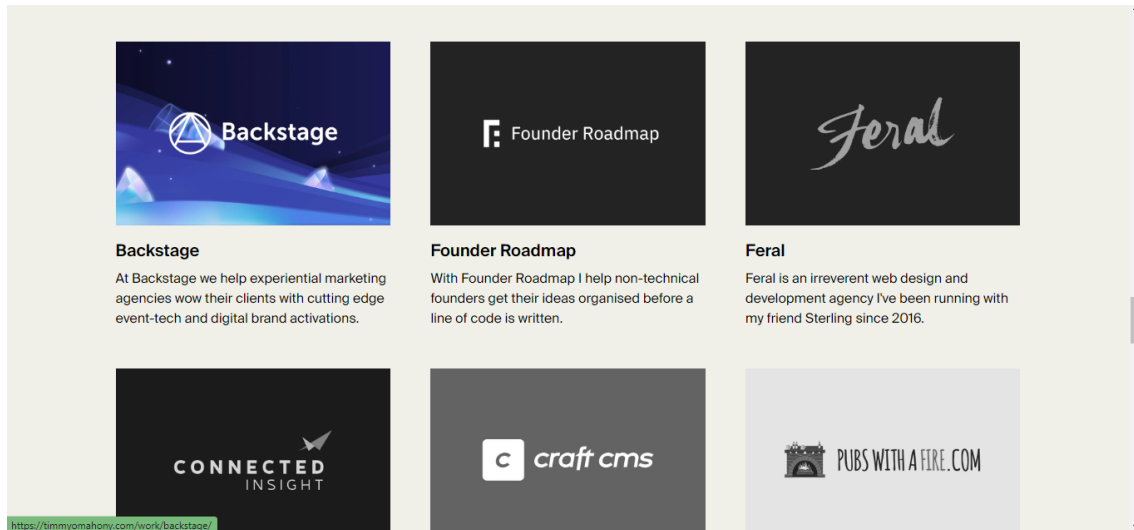 Backstage
Founder Roadmap
Feral
Backstage
At Backstage we help experiential marketing
agencies wow their clients with cutting edge
event-tech and digital brand activations.
Founder Roadmap
With Founder Roadmap I help non-technical
founders get their ideas organised before a
line of code is written.
Feral
Feral is an irreverent web design and
development agency I've been running with
my friend Sterling since 2016.
CONNECTED
INSIGHT
c craft cms
PUBS WITH A FIRE.COM
https://timmyomahony.com/work/backstage/